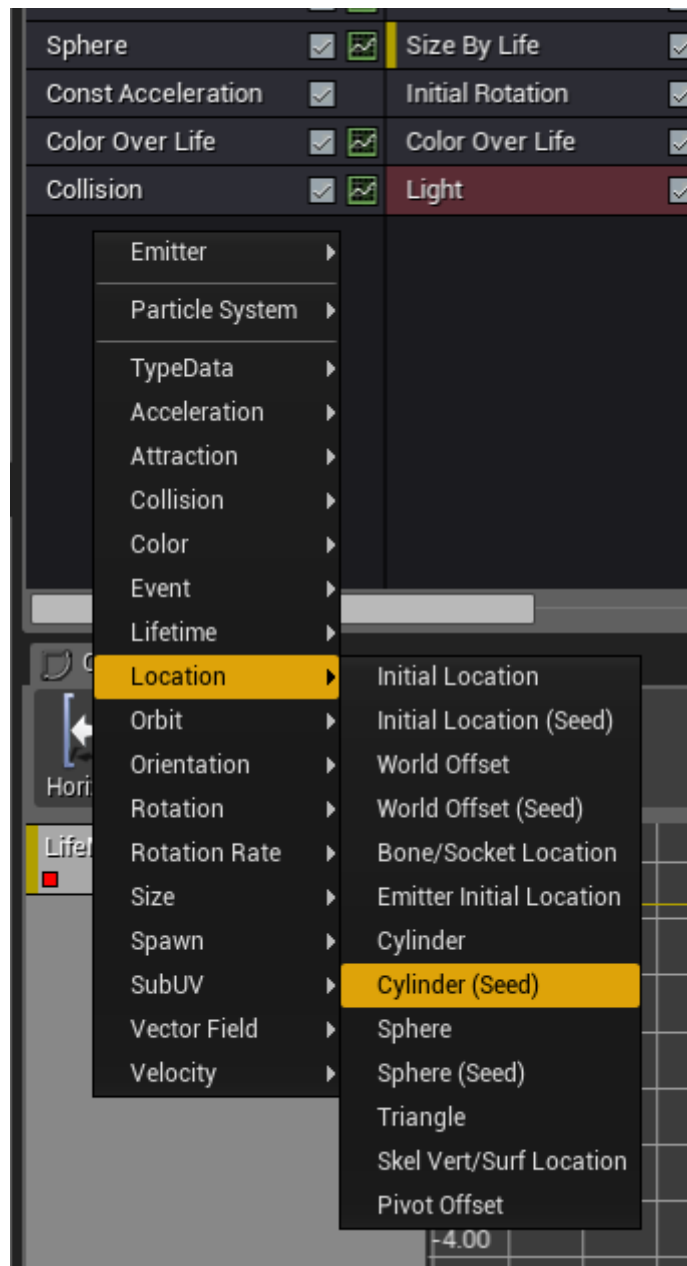 Sphere
Size By Life
Const Acceleration
Initial Rotation
Color Over Life
Color Over Life
Collision
Light
Emitter
Particle System
TypeData
Acceleration
Attraction
Collision
Color
Event
Lifetime
Location
Orbit
Orientation
Rotation
Rotation Rate
Size
Spawn
SubUV
Vector Field
Velocity
Initial Location
Initial Location (Seed)
World Offset
World Offset (Seed)
Bone/Socket Location
Emitter Initial Location
Cylinder
Cylinder (Seed)
Sphere
Sphere (Seed)
Triangle
Skel Vert/Surf Location
Pivot Offset
Hori
-4.00